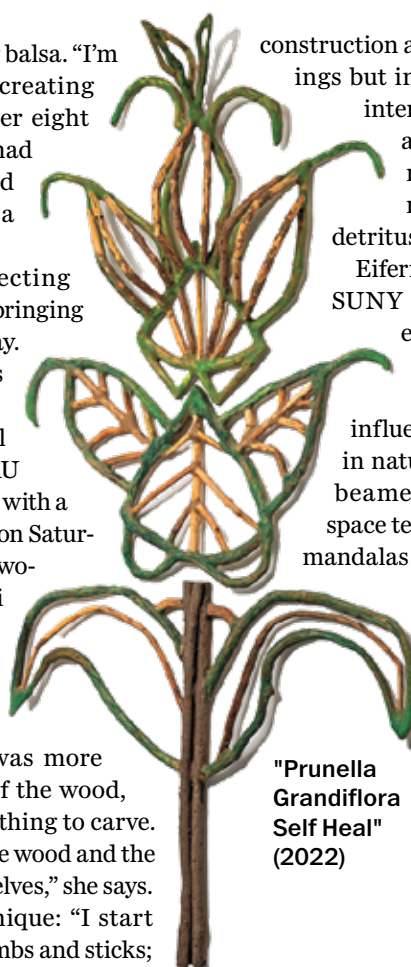 balsa. “I’m
creating
er eight
had
a
ecting
bringing
ay.
s
l
AU
with a
on Satur-
wo-
i
was more
f the wood,
thing to carve.
e wood and the
elves,” she says.
nique: “I start
mbs and sticks;
construction a
ings but in
inter
a
detritus
Eifer
SUNY
e
influe
in natu
beame
space te
mandalas
"Prunella
Grandiflora
Self Heal"
(2022)